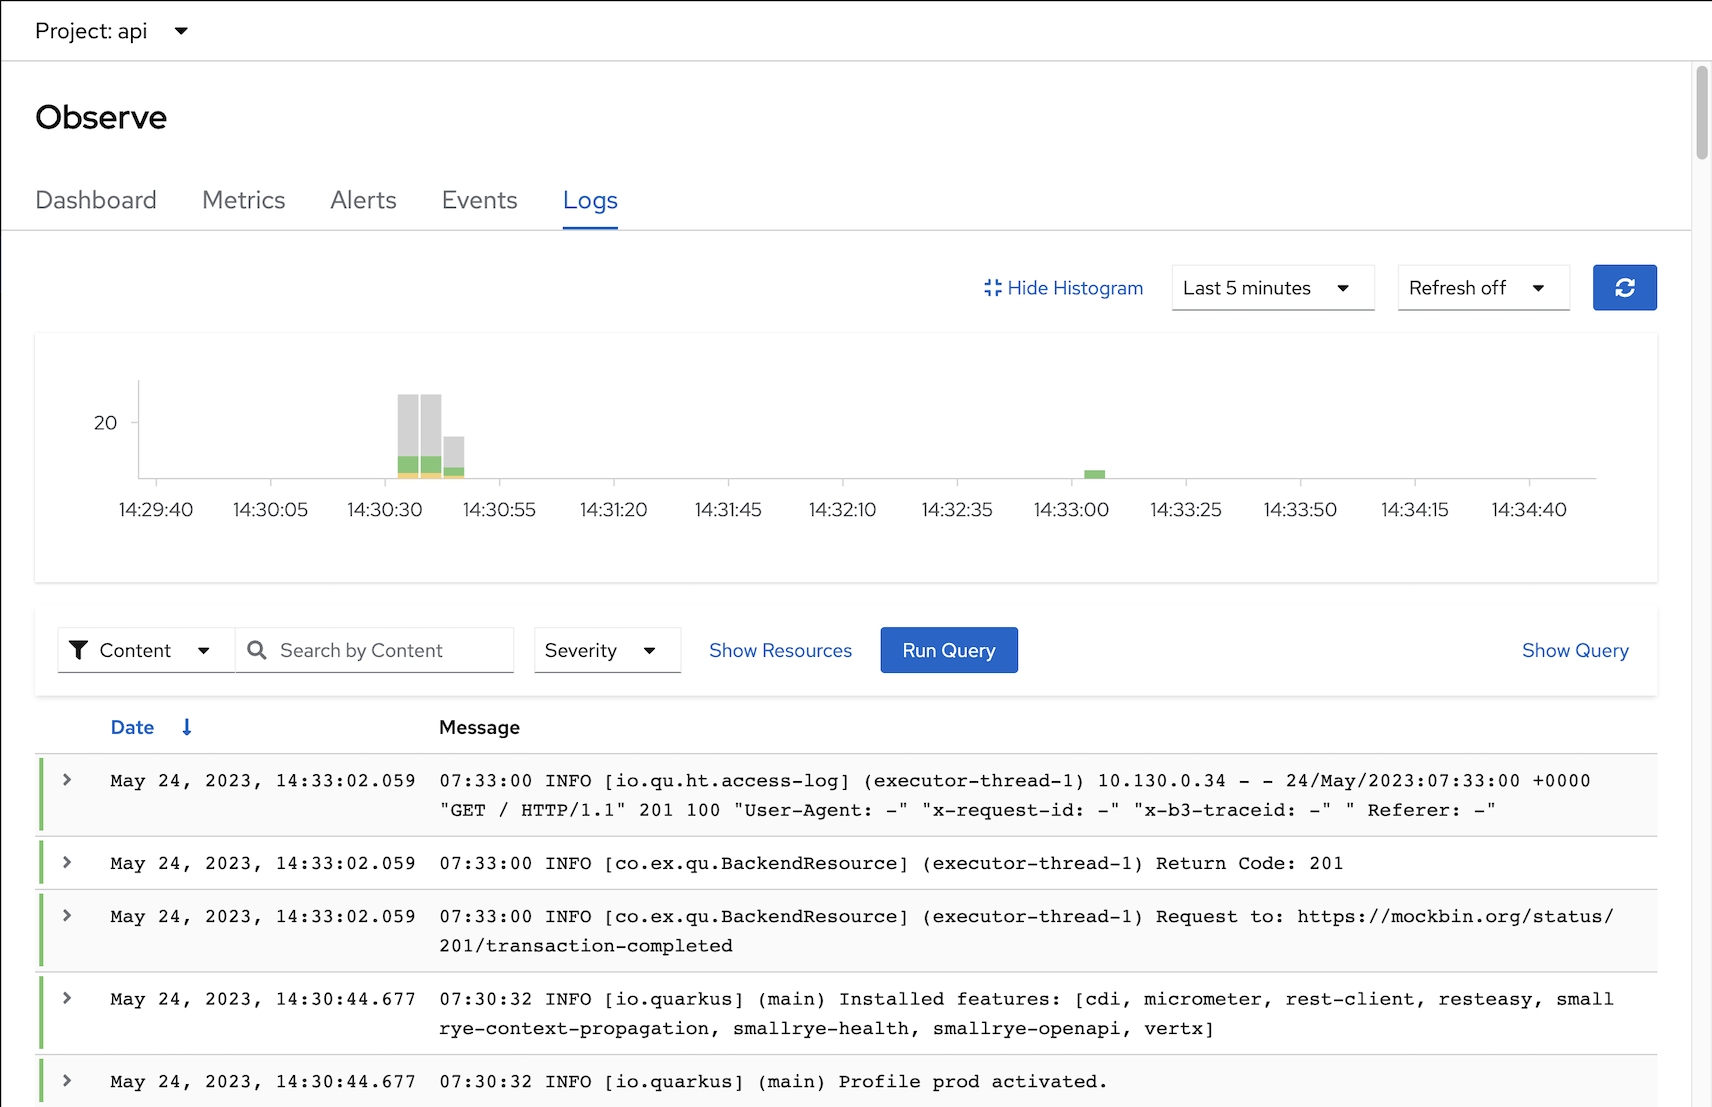 Project: api
Observe
Dashboard Metrics Alerts Events Logs
Hide Histogram Last 5 minutes Refresh off
20
14:29:40 14:30:05 14:30:30 14:30:55 14:31:20 14:31:45 14:32:10 14:32:35 14:33:00 14:33:25 14:33:50 14:34:15 14:34:40
Content Search by Content Severity Show Resources Run Query Show Query
Date Message
May 24, 2023, 14:33:02.059 07:33:00 INFO [io.qu.ht.access-log] (executor-thread-1) 10.130.0.34 - - 24/May/2023:07:33:00 +0000
"GET / HTTP/1.1" 201 100 "User-Agent: -" "x-request-id: -" "x-b3-traceid: -" " Referer: -"
May 24, 2023, 14:33:02.059 07:33:00 INFO [co.ex.qu.BackendResource] (executor-thread-1) Return Code: 201
May 24, 2023, 14:33:02.059 07:33:00 INFO [co.ex.qu.BackendResource] (executor-thread-1) Request to: https://mockbin.org/status/
201/transaction-completed
May 24, 2023, 14:30:44.677 07:30:32 INFO [io.quarkus] (main) Installed features: [cdi, micrometer, rest-client, resteasy, small
rye-context-propagation, smallrye-health, smallrye-openapi, vertx]
May 24, 2023, 14:30:44.677 07:30:32 INFO [io.quarkus] (main) Profile prod activated.